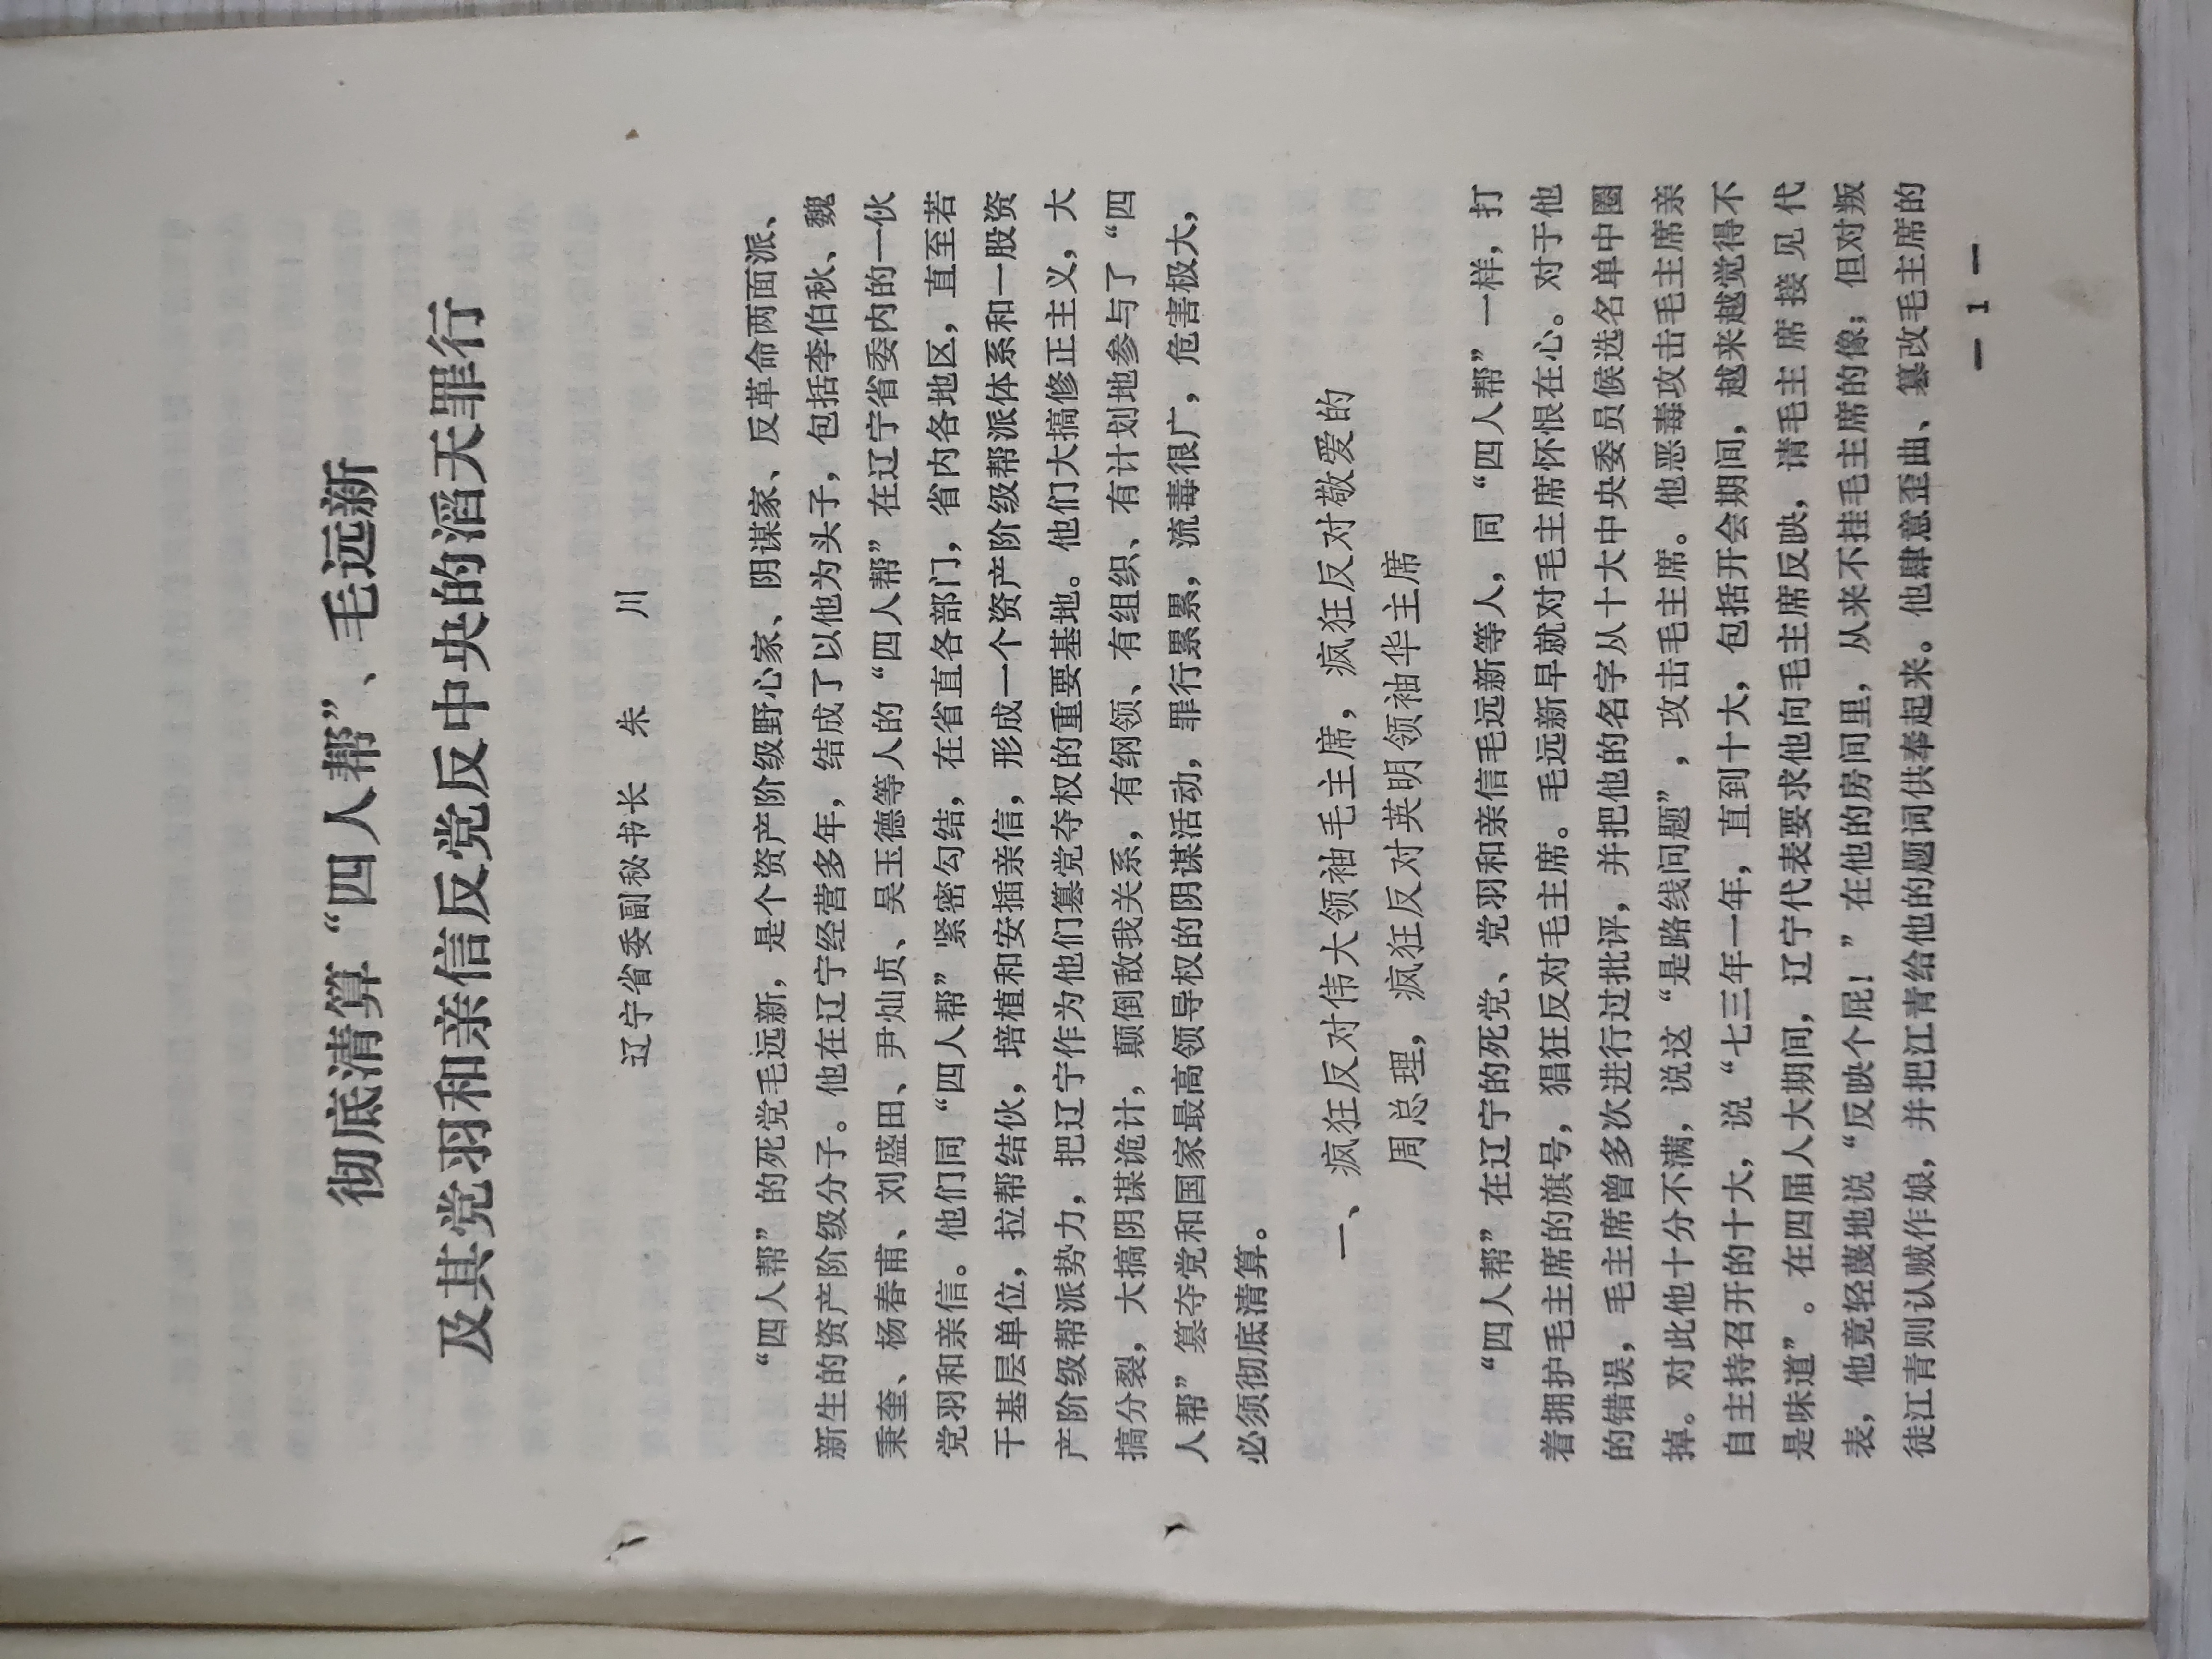 彻底清算“四人帮”、毛远新
及其党羽和亲信反党反中央的滔天罪行
辽宁省委副秘书长 朱 川
“四人帮”的死党毛远新，是个资产阶级野心家、阴谋家、反革命两面派、
新生的资产阶级分子。他在辽宁经营多年，结成了以他为头子，包括李伯秋、魏
秉奎、杨春甫、刘盛田、尹灿贞、吴玉德等人的“四人帮”在辽宁省委内的一伙
党羽和亲信。他们同“四人帮”紧密勾结，在省直各部门，省内各地区，直至若
干基层单位，拉帮结伙，培植和安插亲信，形成一个资产阶级帮派体系和一股资
产阶级帮派势力，把辽宁作为他们篡党夺权的重要基地。他们大搞修正主义，大
搞分裂，大搞阴谋诡计，颠倒敌我关系，有纲领、有组织、有计划地参与了“四
人帮”篡夺党和国家最高领导权的阴谋活动，罪行累累，流毒很广，危害极大，
必须彻底清算。
一、疯狂反对伟大领袖毛主席，疯狂反对敬爱的
周总理，疯狂反对英明领袖华主席
“四人帮”在辽宁的死党、党羽和亲信毛远新等人，同“四人帮”一样，打
着拥护毛主席的旗号，猖狂反对毛主席。毛远新早就对毛主席怀恨在心。对于他
的错误，毛主席曾多次进行过批评，并把他的名字从十大中央委员候选名单中圈
掉。对此他十分不满，说这“是路线问题”，攻击毛主席。他恶毒攻击毛主席亲
自主持召开的十大，说“七三年一年，直到十大，包括开会期间，越来越觉得不
是味道”。在四届人大期间，辽宁代表要求他向毛主席反映，请毛主席接见代
表，他竟轻蔑地说“反映个屁！”在他的房间里，从来不挂毛主席的像；但对叛
徒江青则认贼作娘，并把江青给他的题词供奉起来。他肆意歪曲、篡改毛主席的
— 1 —